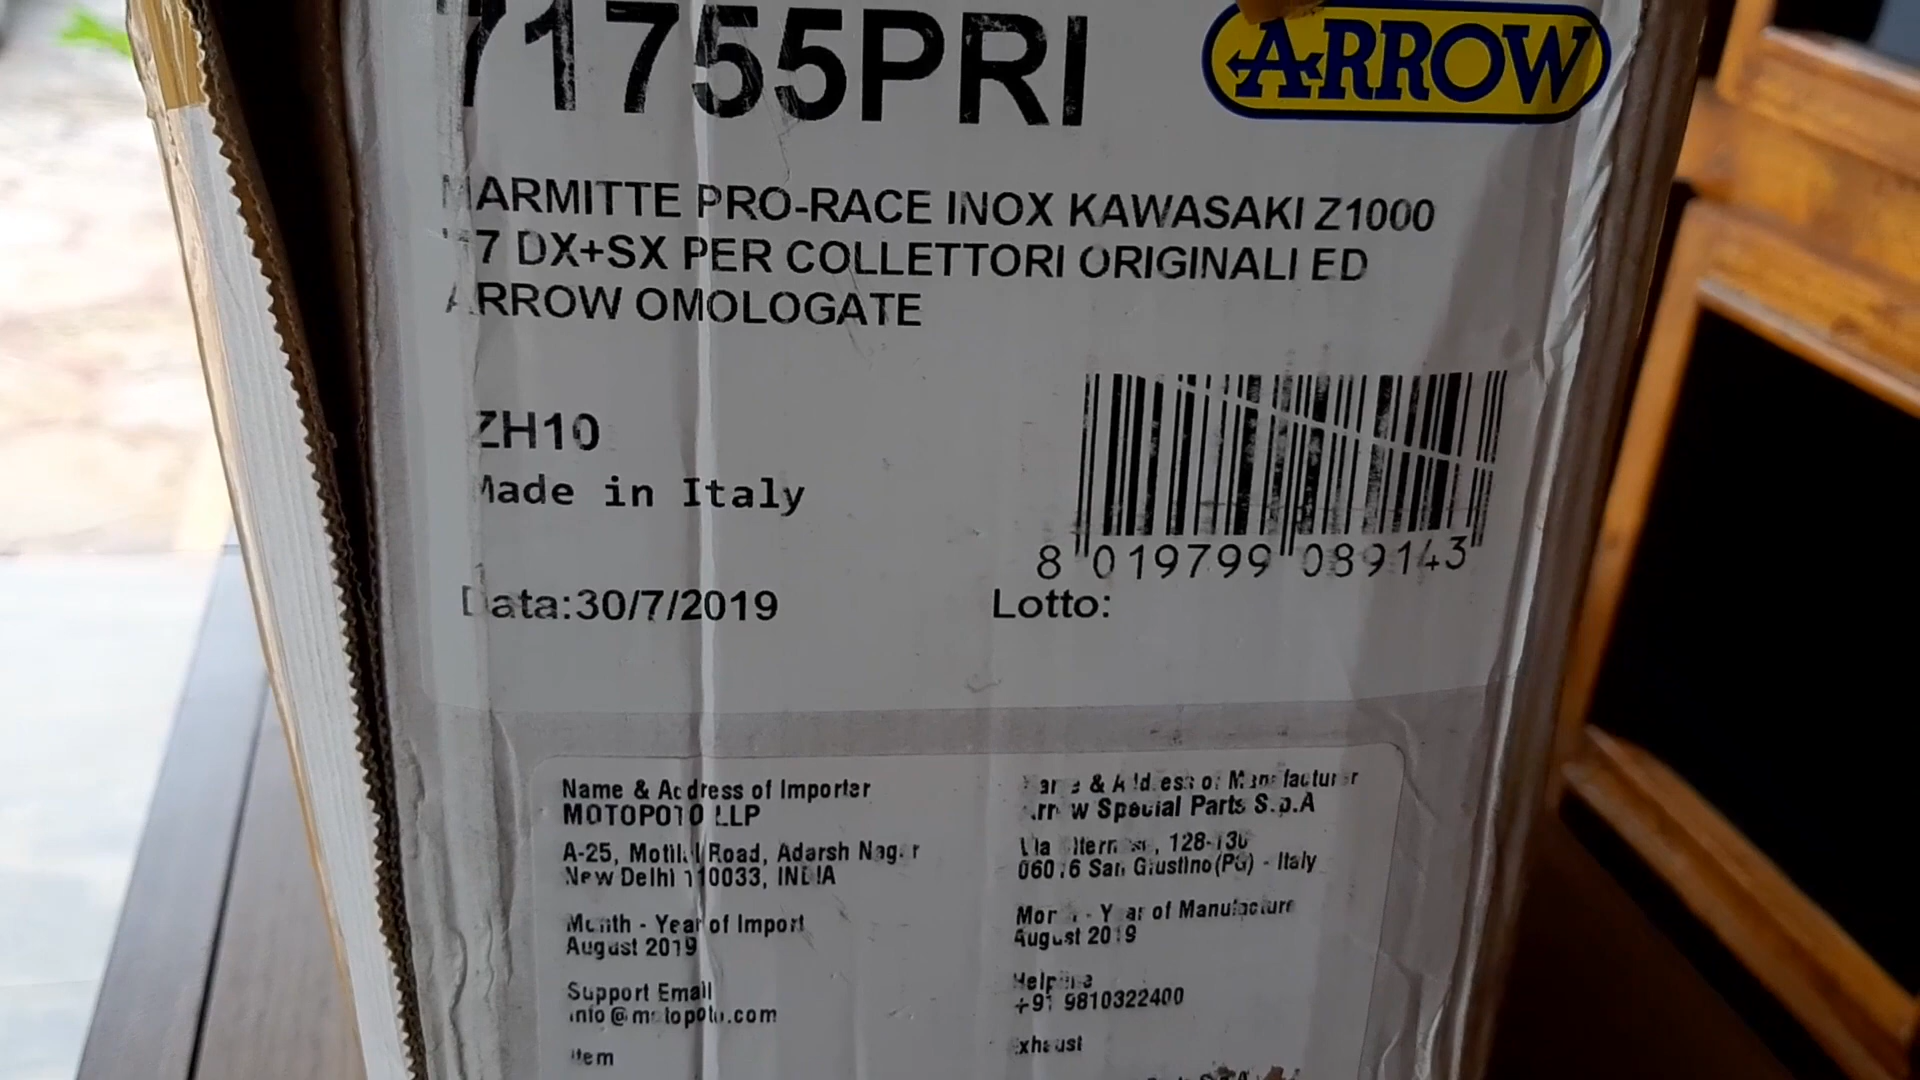 71755PRI
ARROW
MARMITTE PRO-RACE INOX KAWASAKI Z1000
'17 DX+SX PER COLLETTORI ORIGINALI ED
ARROW OMOLOGATE
ZH10
Made in Italy
8 019799 089143
Data:30/7/2019
Lotto:
Name & Address of Importer
MOTOPOTO LLP
A-25, Motilal Road, Adarsh Nagar
New Delhi 110033, INDIA
Month - Year of Import
August 2019
Support Email
info@motopoto.com
Item
Name & Address of Manufacturer
Arrow Special Parts S.p.A
128-130
06016 San Giustino (PG) - Italy
Month - Year of Manufacture
August 2019
Helpline
+91 9810322400
Exhaust